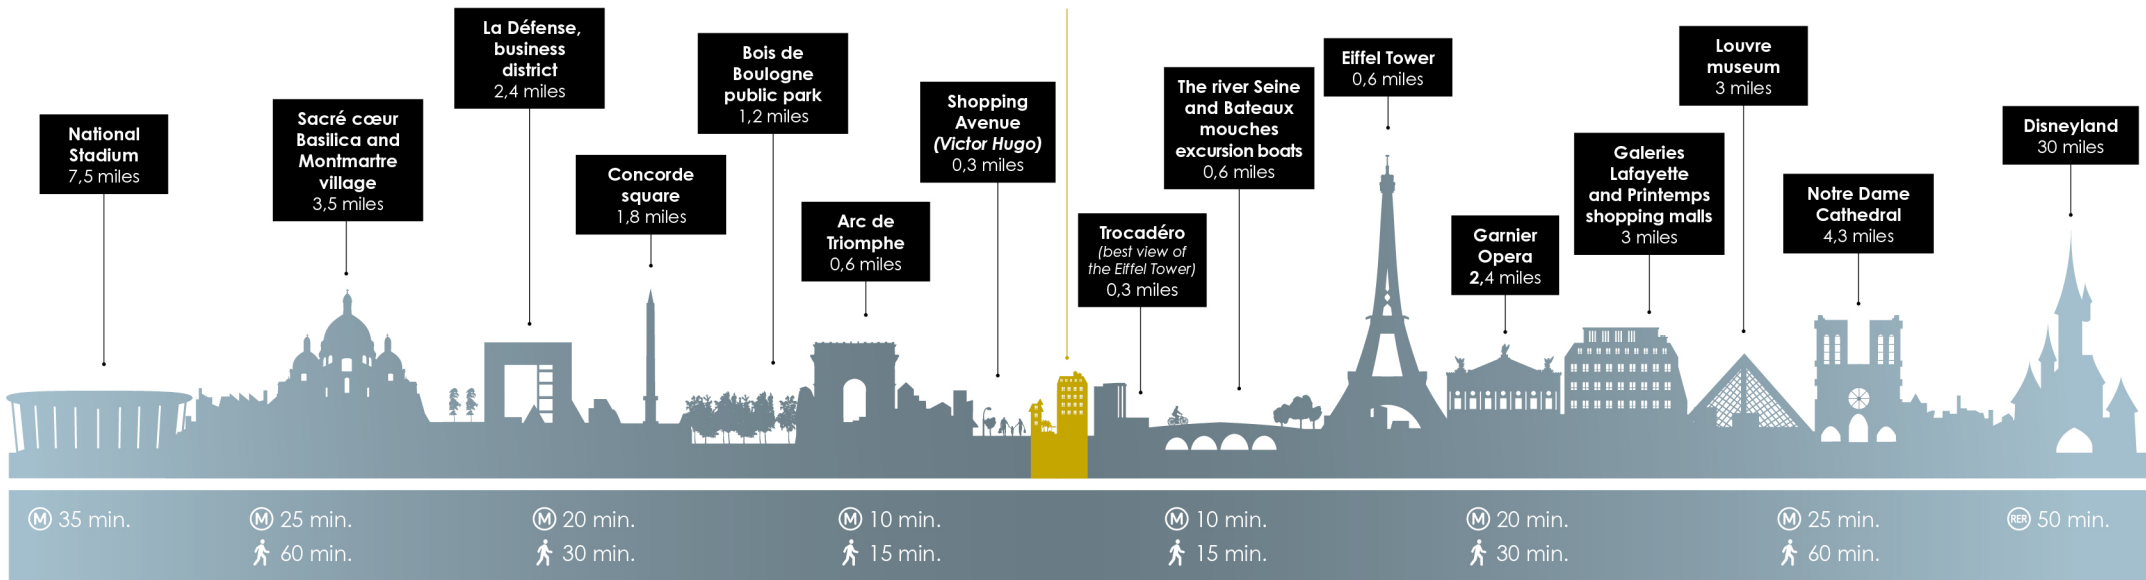 National
Stadium
7,5 miles
Sacré cœur
Basilica and
Montmartre
village
3,5 miles
La Défense,
business
district
2,4 miles
Concorde
square
1,8 miles
Bois de
Boulogne
public park
1,2 miles
Arc de
Triomphe
0,6 miles
Shopping
Avenue
(Victor Hugo)
0,3 miles
Trocadéro
(best view of
the Eiffel Tower)
0,3 miles
The river Seine
and Bateaux
mouches
excursion boats
0,6 miles
Eiffel Tower
0,6 miles
Garnier
Opera
2,4 miles
Galeries
Lafayette
and Printemps
shopping malls
3 miles
Louvre
museum
3 miles
Notre Dame
Cathedral
4,3 miles
Disneyland
30 miles
M 35 min.
M 25 min.
60 min.
M 20 min.
30 min.
M 10 min.
15 min.
M 10 min.
15 min.
M 20 min.
30 min.
M 25 min.
60 min.
RER 50 min.